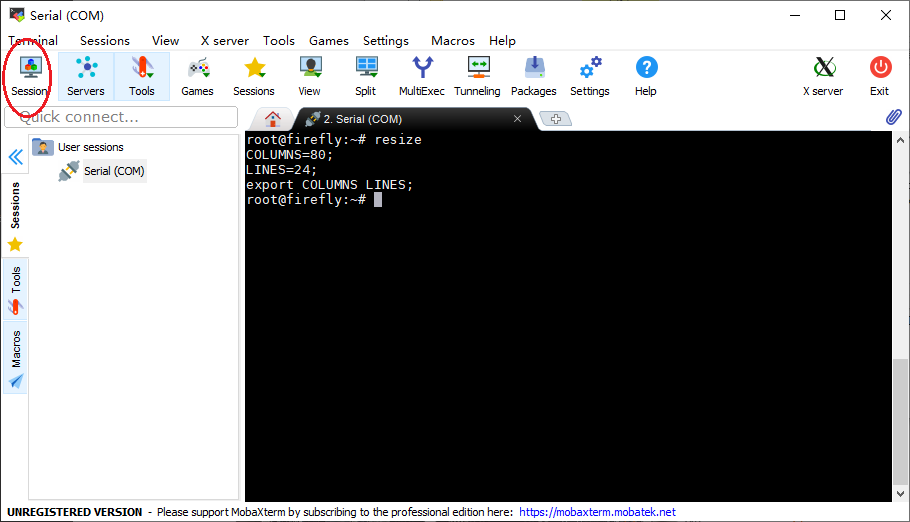 Serial (COM)
Terminal Sessions View X server Tools Games Settings Macros Help
Session Servers Tools Games Sessions View Split MultiExec Tunneling Packages Settings Help X server Exit
Quick connect...
2. Serial (COM)
User sessions
Serial (COM)
Sessions
Tools
Macros
root@firefly:~# resize
COLUMNS=80;
LINES=24;
export COLUMNS LINES;
root@firefly:~#
UNREGISTERED VERSION - Please support MobaXterm by subscribing to the professional edition here: https://mobaxterm.mobatek.net